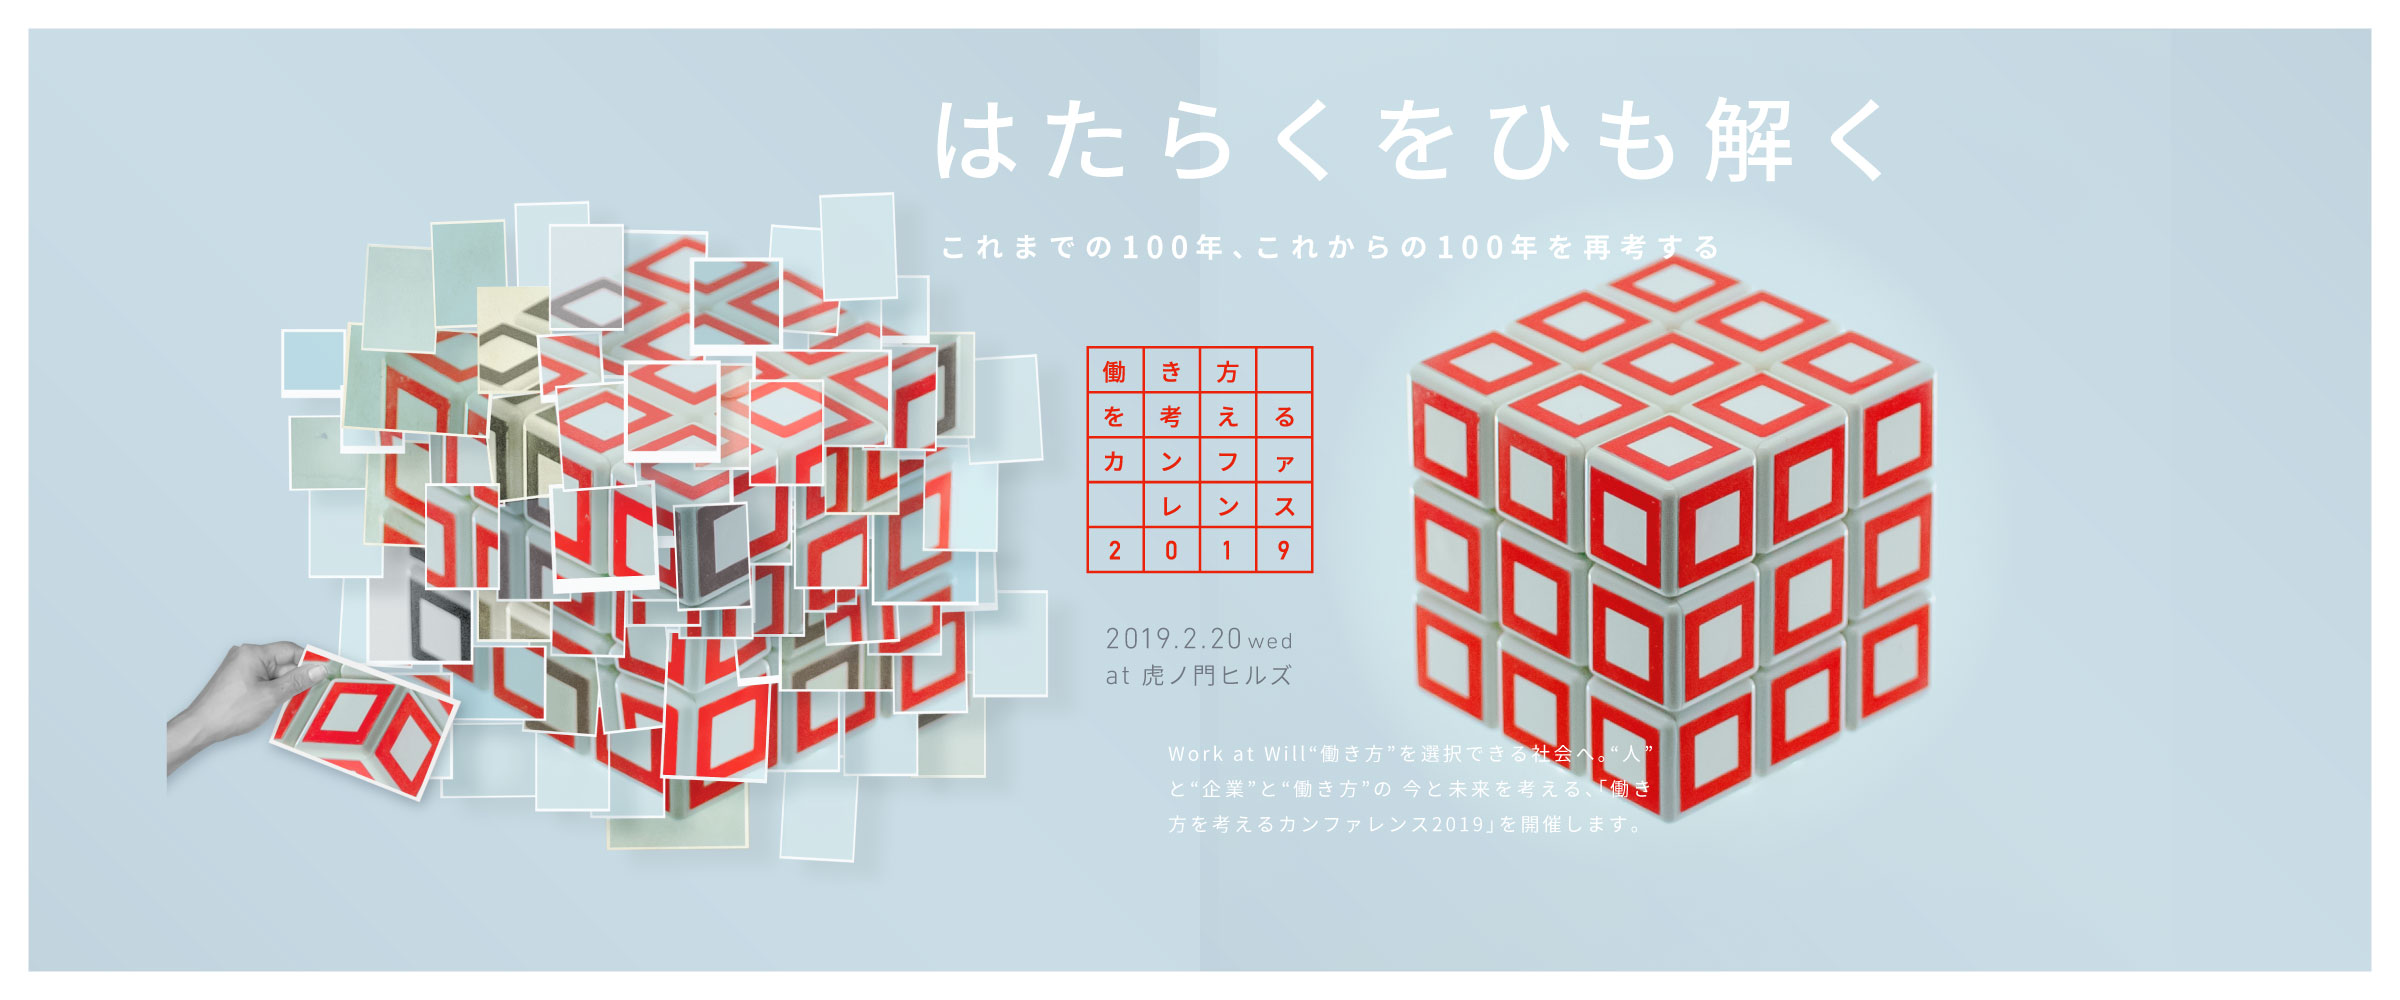 はたらくをひも解く
これまでの100年、これからの100年を再考する
働き方
を考える
カンファ
レンス
2019
2019.2.20 wed
at 虎ノ門ヒルズ
Work at Will“働き方”を選択できる社会へ。“人”
と“企業”と“働き方”の 今と未来を考える、「働き
方を考えるカンファレンス2019」を開催します。